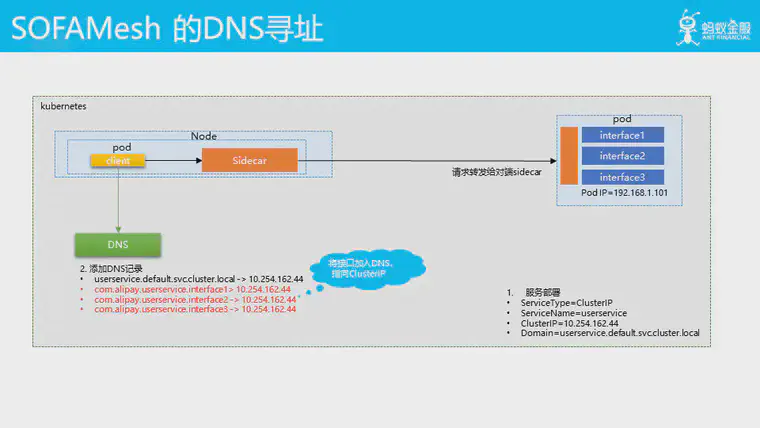 SOFAMesh 的DNS寻址
蚂蚁金服
ANT FINANCIAL
kubernetes
Node
pod
client
Sidecar
pod
interface1
interface2
interface3
Pod IP=192.168.1.101
请求转发给对端sidecar
DNS
将接口加入DNS,
指向ClusterIP
2. 添加DNS记录
• userservice.default.svc.cluster.local -> 10.254.162.44
• com.alipay.userservice.interface1> 10.254.162.44
• com.alipay.userservice.interface2 -> 10.254.162.44
• com.alipay.userservice.interface3 -> 10.254.162.44
1. 服务部署
• ServiceType=ClusterIP
• ServiceName=userservice
• ClusterIP=10.254.162.44
• Domain=userservice.default.svc.cluster.local